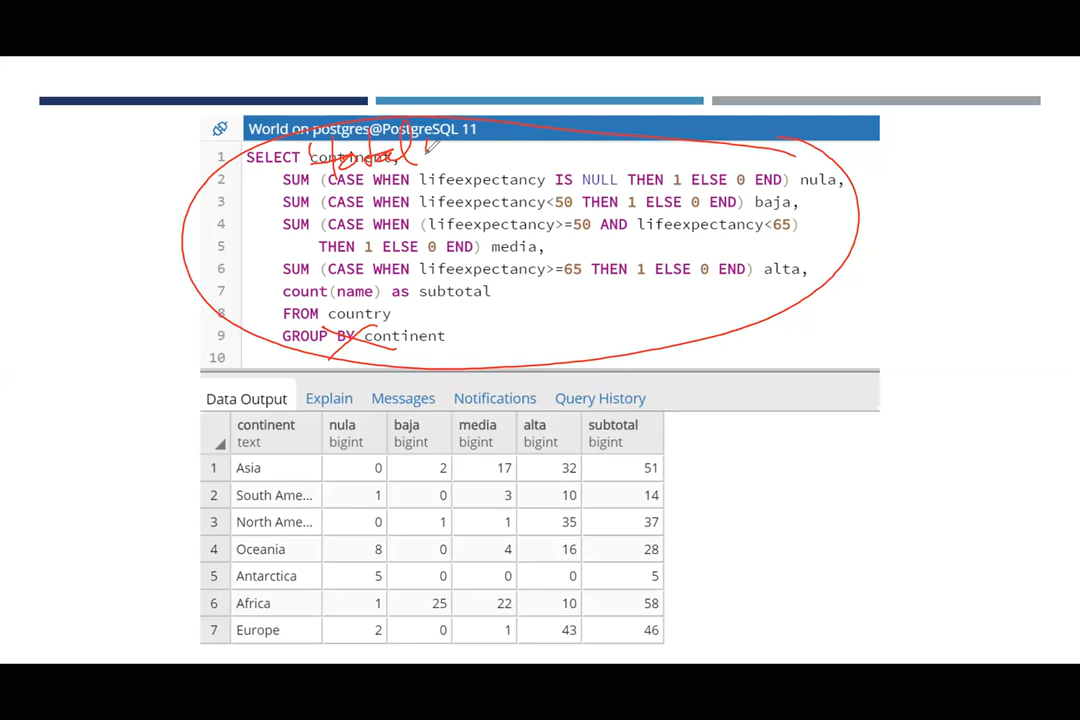 World on postgres@PostgreSQL 11
1 SELECT continent,
total
2 SUM (CASE WHEN lifeexpectancy IS NULL THEN 1 ELSE 0 END) nula,
3 SUM (CASE WHEN lifeexpectancy<50 THEN 1 ELSE 0 END) baja,
4 SUM (CASE WHEN (lifeexpectancy>=50 AND lifeexpectancy<65)
5 THEN 1 ELSE 0 END) media,
6 SUM (CASE WHEN lifeexpectancy>=65 THEN 1 ELSE 0 END) alta,
7 count(name) as subtotal
8 FROM country
9 GROUP BY continent
10
Data Output Explain Messages Notifications Query History
continent nula baja media alta subtotal
text bigint bigint bigint bigint bigint
1 Asia 0 2 17 32 51
2 South Ame... 1 0 3 10 14
3 North Ame... 0 1 1 35 37
4 Oceania 8 0 4 16 28
5 Antarctica 5 0 0 0 5
6 Africa 1 25 22 10 58
7 Europe 2 0 1 43 46